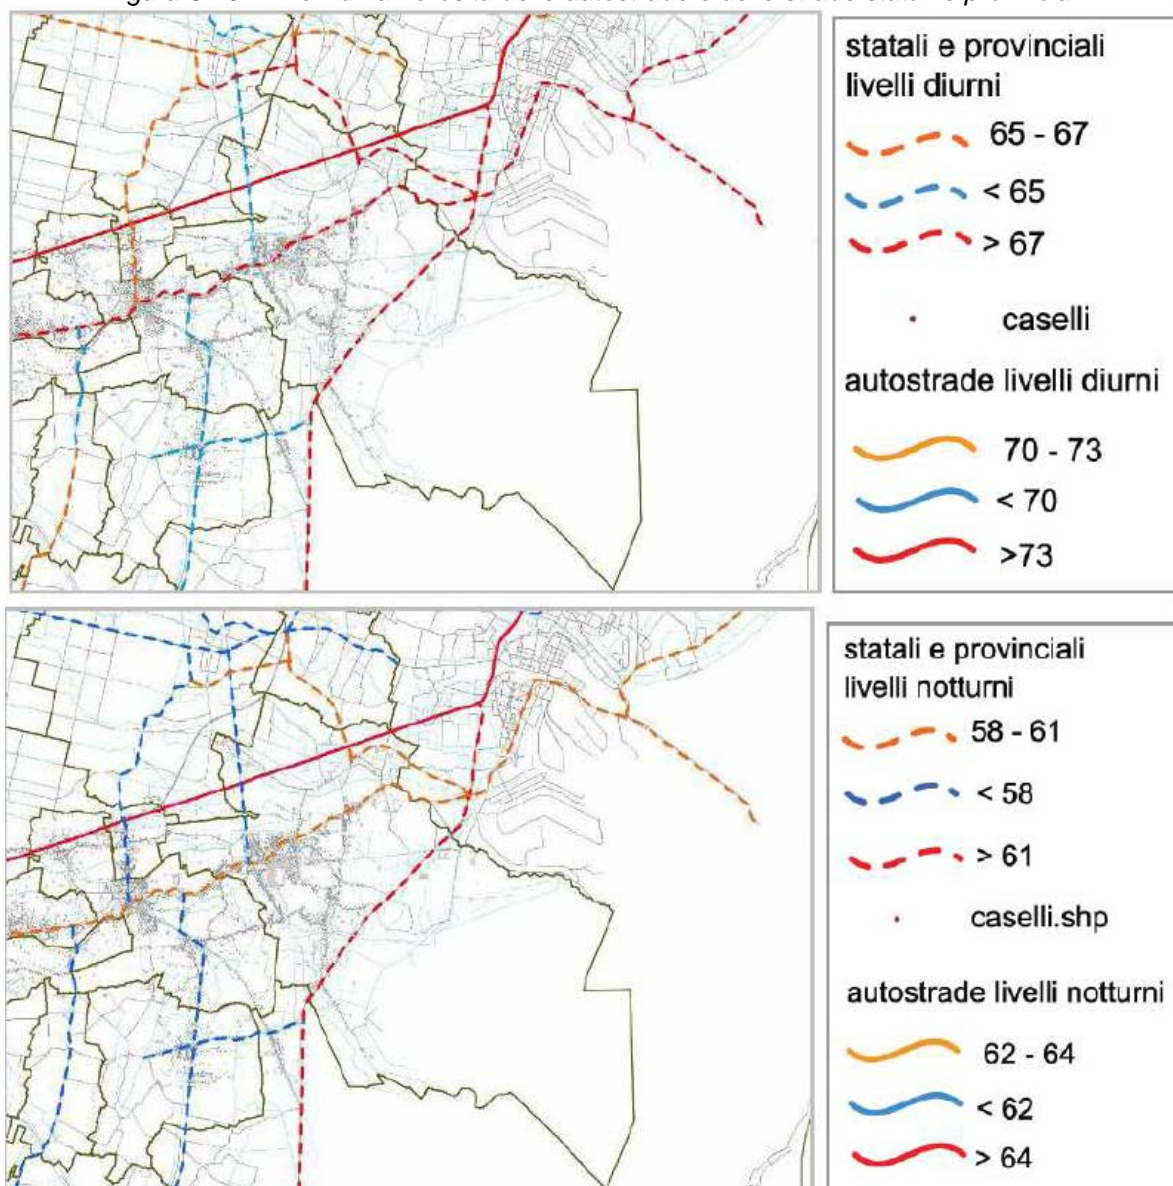 statali e provinciali
livelli diurni
65 - 67
< 65
> 67
caselli
autostrade livelli diurni
70 - 73
< 70
>73
statali e provinciali
livelli notturni
58 - 61
< 58
> 61
caselli.shp
autostrade livelli notturni
62 - 64
< 62
> 64